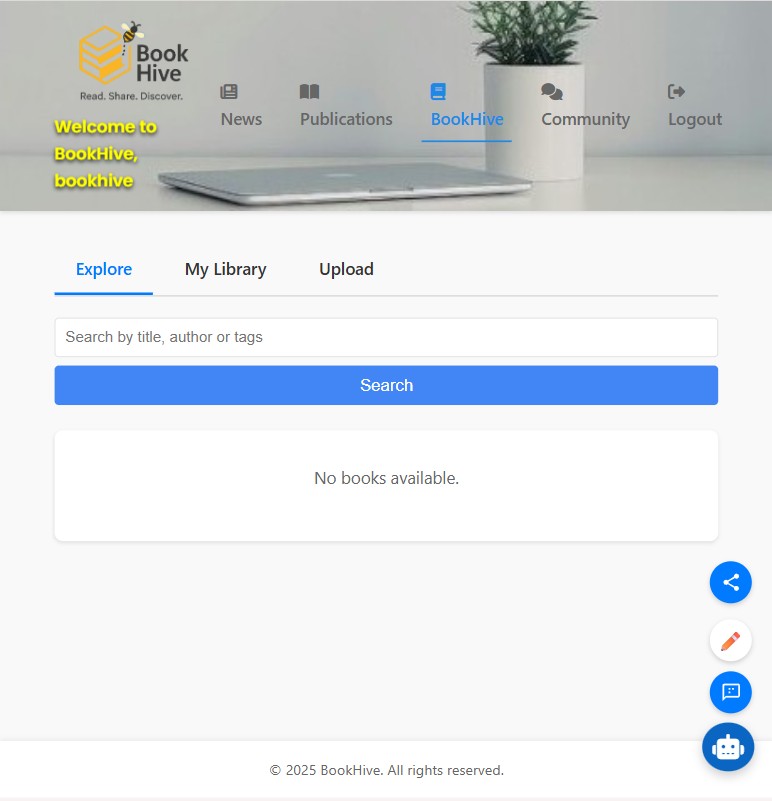 Book
Hive
Read. Share. Discover.
Welcome to
BookHive,
bookhive
News
Publications
BookHive
Community
Logout
Explore
My Library
Upload
Search by title, author or tags
Search
No books available.
© 2025 BookHive. All rights reserved.